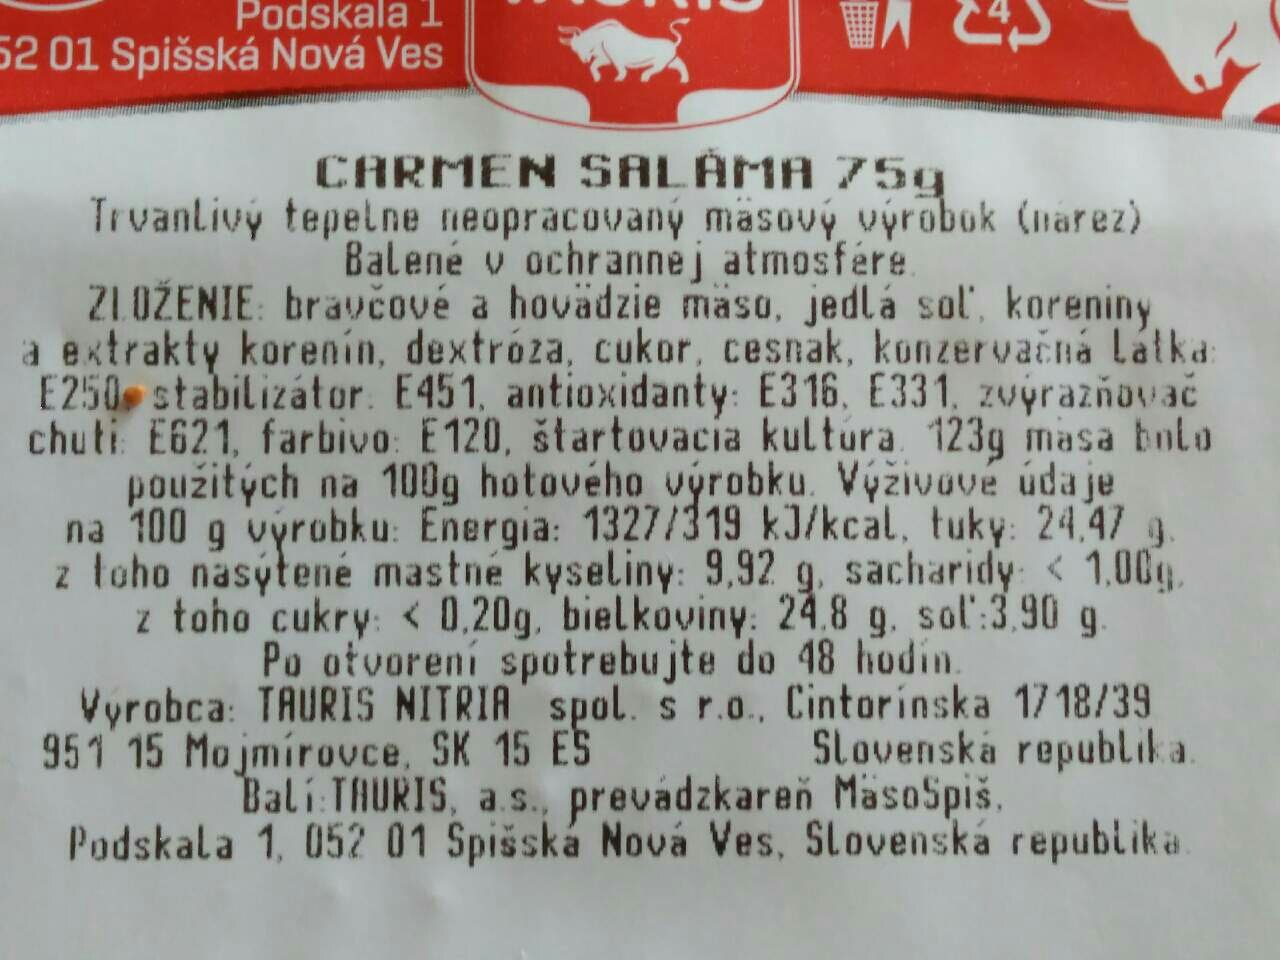 Podskala 1
52 01 Spišská Nová Ves
TAURIS
4
CARMEN SALÁMA 75g
Trvanlivý tepelne neopracovaný mäsový výrobok (nárez)
Balené v ochrannej atmosfére.
ZLOŽENIE: bravčové a hovädzie mäso, jedlá soľ, koreniny
a extrakty korenín, dextróza, cukor, cesnak, konzervačná látka:
E250, stabilizátor: E451, antioxidanty: E316, E331, zvýrazňovač
chuti: E621, farbivo: E120, štartovacia kultúra. 123g mäsa bolo
použitých na 100g hotového výrobku. Výživové údaje
na 100 g výrobku: Energia: 1327/319 kJ/kcal, tuky: 24,47 g,
z toho nasýtené mastné kyseliny: 9,92 g, sacharidy: < 1,00g,
z toho cukry: < 0,20g, bielkoviny: 24,8 g, soľ:3,90 g.
Po otvorení spotrebujte do 48 hodín.
Výrobca: TAURIS NITRIA spol. s r.o., Cintorínska 1718/39
951 15 Mojmírovce, SK 15 ES Slovenská republika.
Balí:TAURIS, a.s., prevádzkareň MäsoSpiš,
Podskala 1, 052 01 Spišská Nová Ves, Slovenská republika.